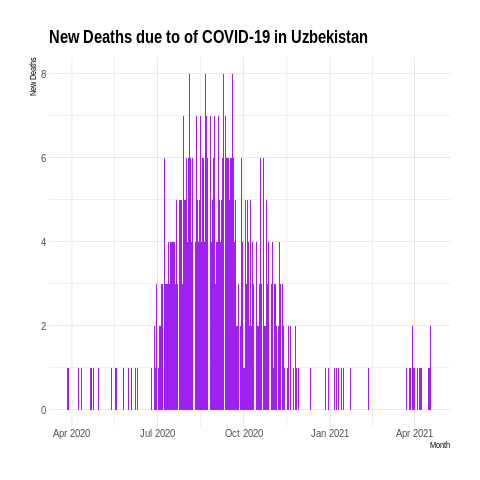 New Deaths due to of COVID-19 in Uzbekistan
New Deaths
8
6
4
2
0
Apr 2020 Jul 2020 Oct 2020 Jan 2021 Apr 2021
Month